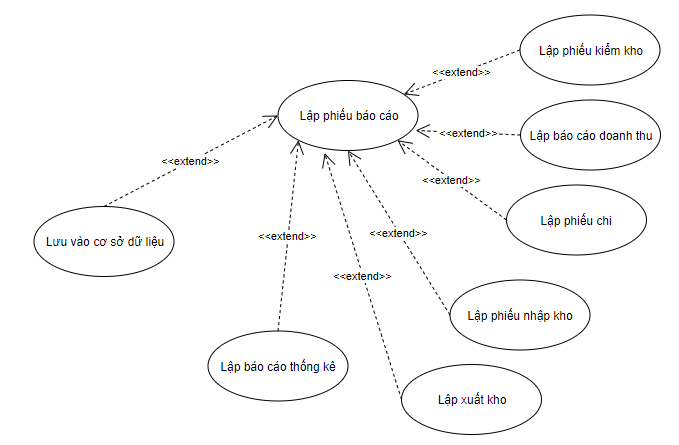 Lập phiếu kiểm kho
<<extend>>
Lập phiếu báo cáo
<<extend>>
Lập báo cáo doanh thu
<<extend>>
<<extend>>
Lập phiếu chi
Lưu vào cơ sở dữ liệu
<<extend>>
<<extend>>
<<extend>>
Lập phiếu nhập kho
Lập báo cáo thống kê
Lập xuất kho